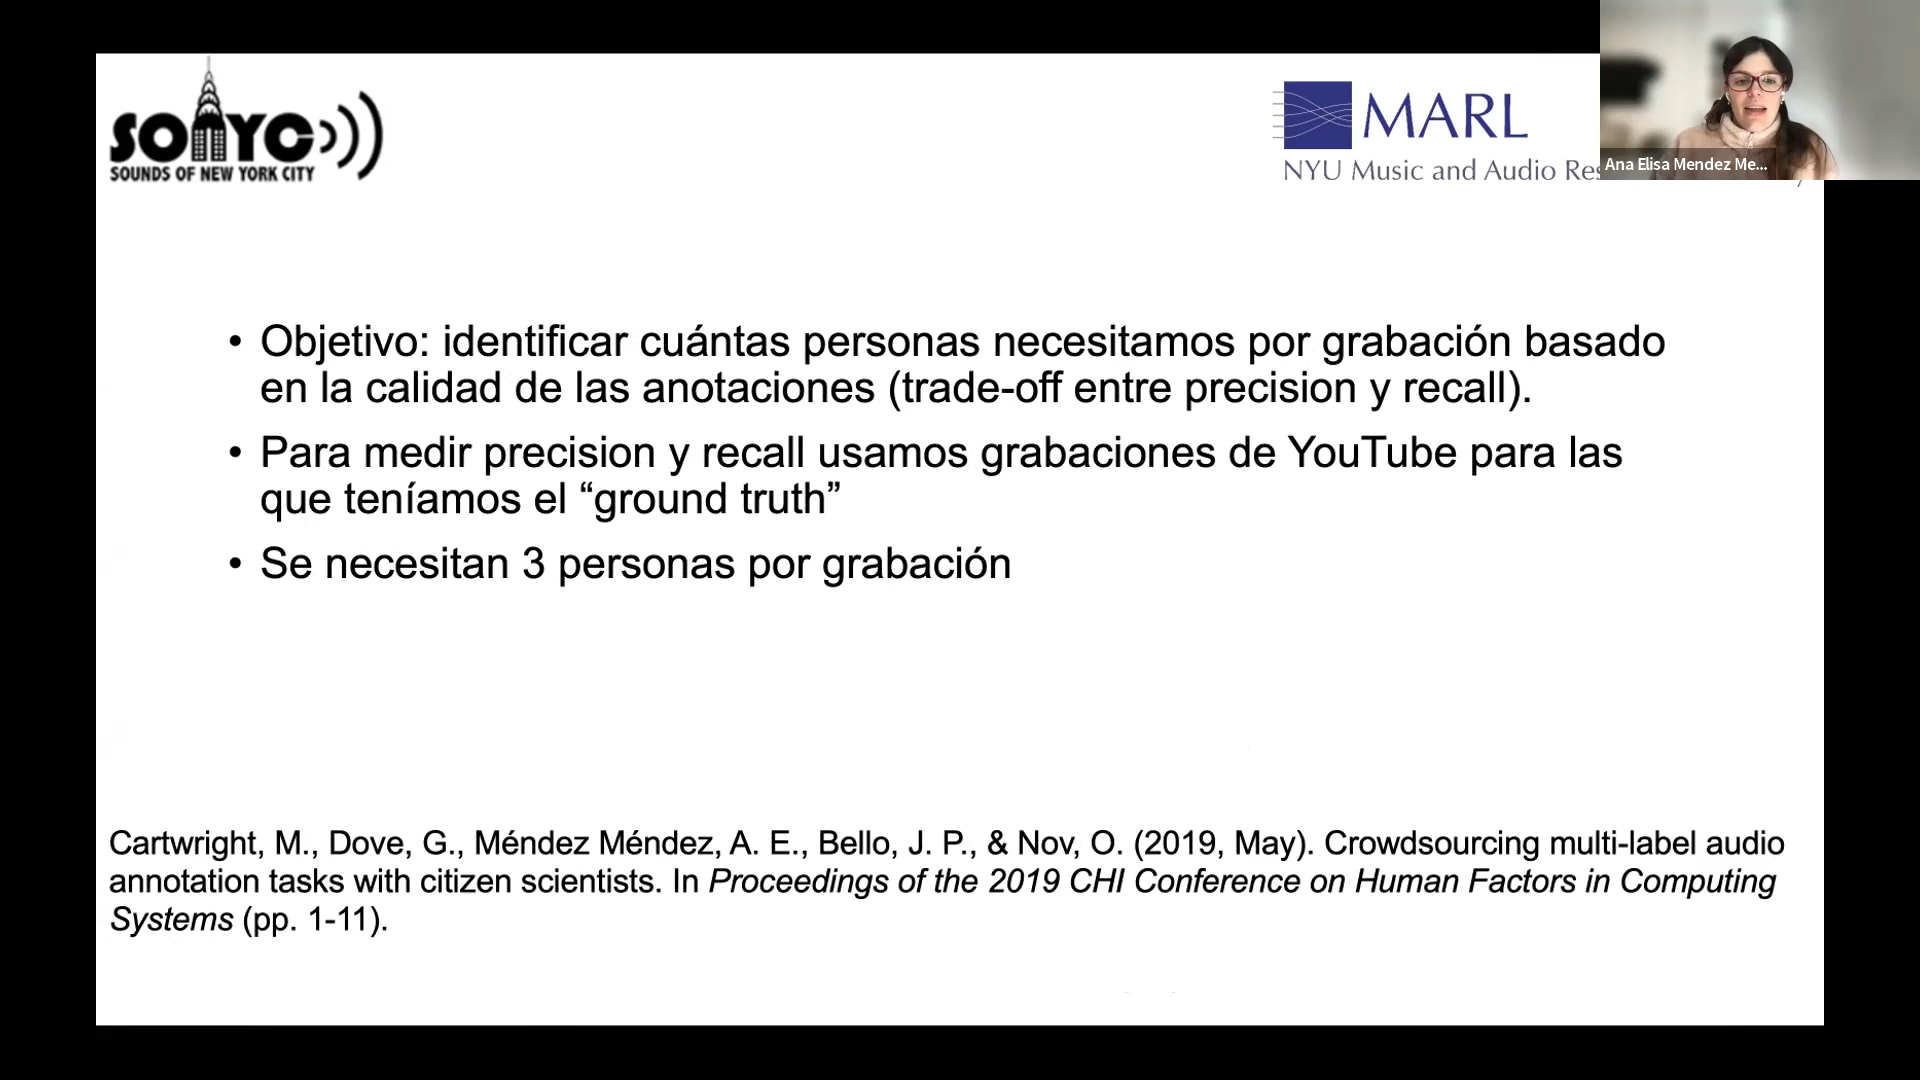 SONYC
SOUNDS OF NEW YORK CITY
MARL
NYU Music and Audio
Ana Elisa Mendez Me...
• Objetivo: identificar cuántas personas necesitamos por grabación basado
en la calidad de las anotaciones (trade-off entre precision y recall).
• Para medir precision y recall usamos grabaciones de YouTube para las
que teníamos el “ground truth”
• Se necesitan 3 personas por grabación
Cartwright, M., Dove, G., Méndez Méndez, A. E., Bello, J. P., & Nov, O. (2019, May). Crowdsourcing multi-label audio
annotation tasks with citizen scientists. In Proceedings of the 2019 CHI Conference on Human Factors in Computing
Systems (pp. 1-11).